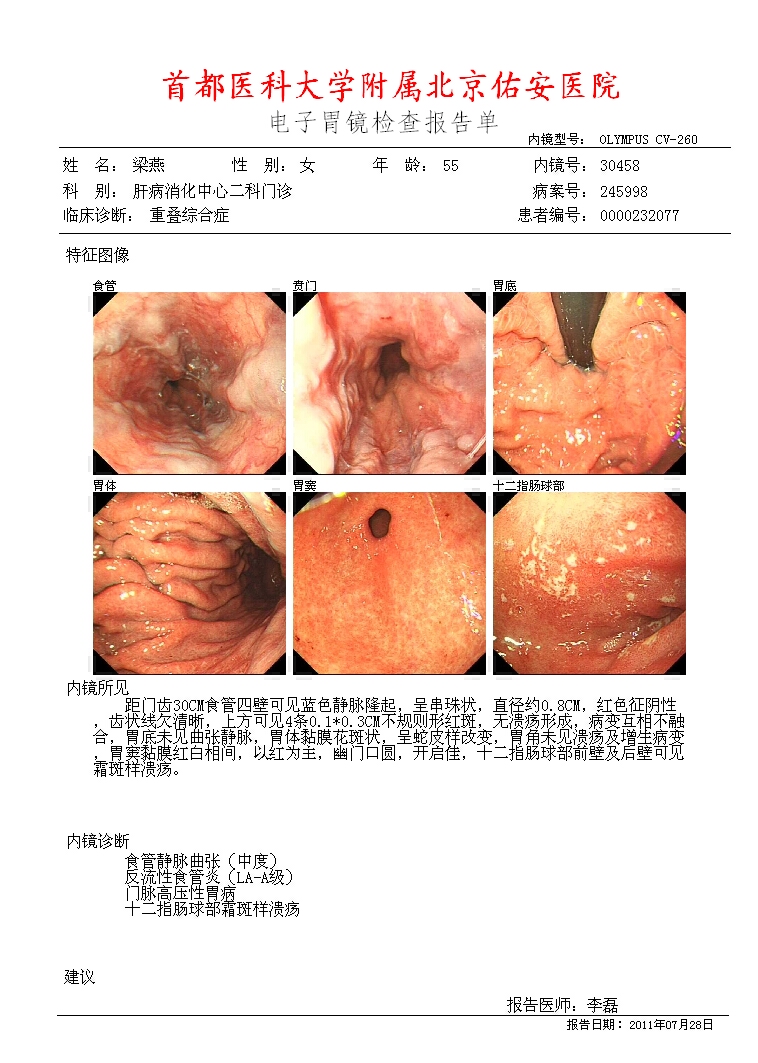 首都医科大学附属北京佑安医院
电子胃镜检查报告单
内镜型号: OLYMPUS CV-260
姓 名: 梁燕 性 别: 女 年 龄: 55 内镜号: 30458
科 别: 肝病消化中心二科门诊 病案号: 245998
临床诊断: 重叠综合症 患者编号: 0000232077
特征图像
食管 贲门 胃底
胃体 胃窦 十二指肠球部
内镜所见
距门齿30CM食管四壁可见蓝色静脉隆起, 呈串珠状, 直径约0.8CM, 红色征阴性
, 齿状线欠清晰, 上方可见4条0.1*0.3CM不规则形红斑, 无溃疡形成, 病变互相不融
合, 胃底未见曲张静脉, 胃体黏膜花斑状, 呈蛇皮样改变, 胃角未见溃疡及增生病变
, 胃窦黏膜红白相间, 以红为主, 幽门口圆, 开启佳, 十二指肠球部前壁及后壁可见
霜斑样溃疡。
内镜诊断
食管静脉曲张（中度）
反流性食管炎（LA-A级）
门脉高压性胃病
十二指肠球部霜斑样溃疡
建议
报告医师: 李磊
报告日期: 2011年07月28日